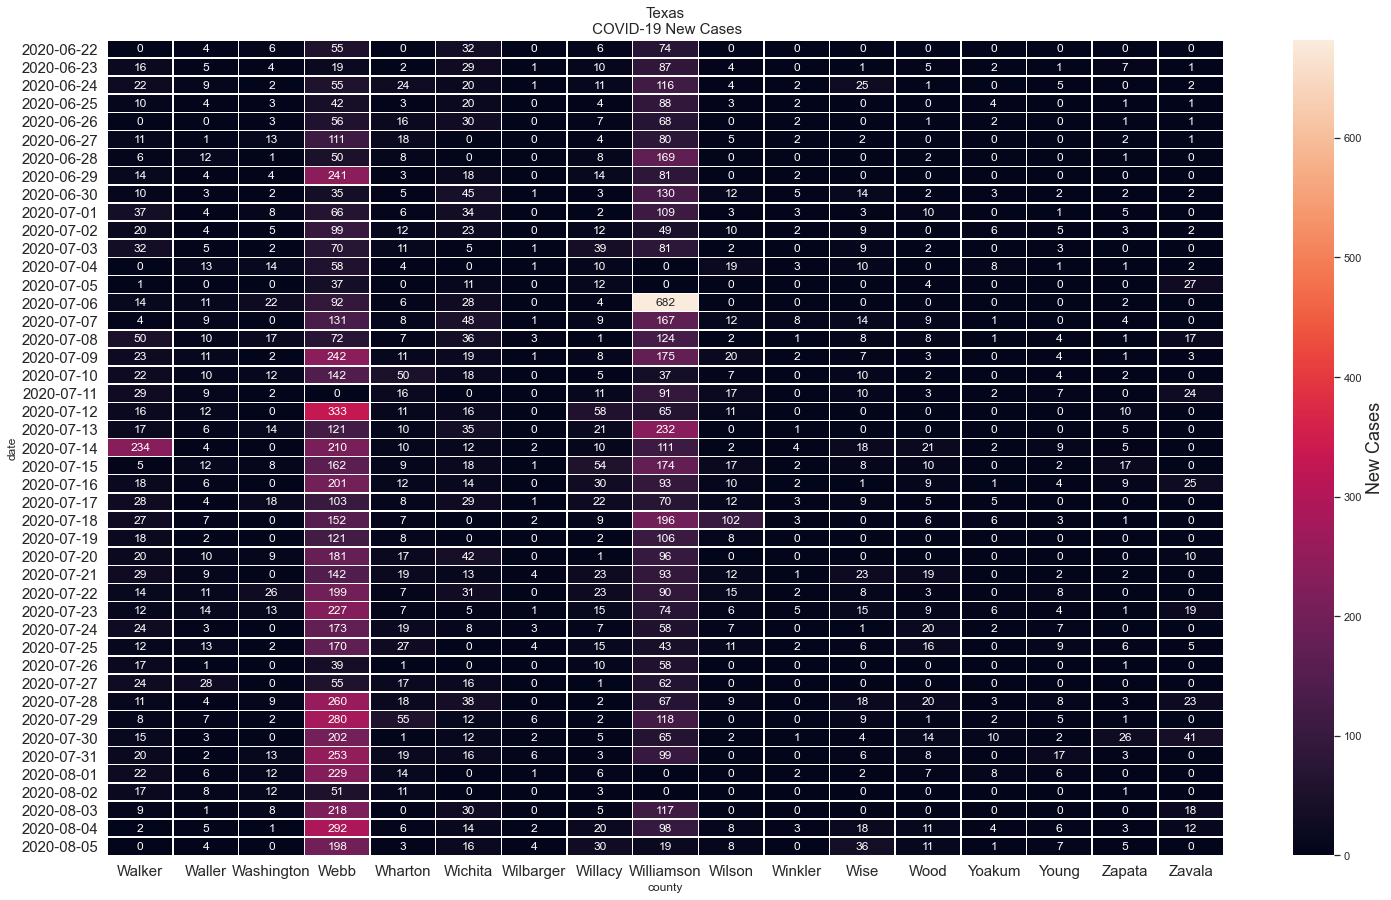 Texas
COVID-19 New Cases
2020-06-22 0 4 6 55 0 32 0 6 74 0 0 0 0 0 0 0 0
2020-06-23 16 5 4 19 2 29 1 10 87 4 0 1 5 2 1 7 1
2020-06-24 22 9 2 55 24 20 1 11 116 4 2 25 1 0 5 0 2
2020-06-25 10 4 3 42 3 20 0 4 88 3 2 0 0 4 0 1 1
2020-06-26 0 0 3 56 16 30 0 7 68 0 2 0 1 2 0 1 1
2020-06-27 11 1 13 111 18 0 0 4 80 5 2 2 0 0 0 2 1
2020-06-28 6 12 1 50 8 0 0 8 169 0 0 0 2 0 0 1 0
2020-06-29 14 4 4 241 3 18 0 14 81 0 2 0 0 0 0 0 0
2020-06-30 10 3 2 35 5 45 1 3 130 12 5 14 2 3 2 2 2
2020-07-01 37 4 8 66 6 34 0 2 109 3 3 3 10 0 1 5 0
2020-07-02 20 4 5 99 12 23 0 12 49 10 2 9 0 6 5 3 2
2020-07-03 32 5 2 70 11 5 1 39 81 2 0 9 2 0 3 0 0
2020-07-04 0 13 14 58 4 0 1 10 0 19 3 10 0 8 1 1 2
2020-07-05 1 0 0 37 0 11 0 12 0 0 0 0 4 0 0 0 27
2020-07-06 14 11 22 92 6 28 0 4 682 0 0 0 0 0 0 2 0
2020-07-07 4 9 0 131 8 48 1 9 167 12 8 14 9 1 0 4 0
2020-07-08 50 10 17 72 7 36 3 1 124 2 1 8 8 1 4 1 17
2020-07-09 23 11 2 242 11 19 1 8 175 20 2 7 3 0 4 1 3
2020-07-10 22 10 12 142 50 18 0 5 37 7 0 10 2 0 4 2 0
2020-07-11 29 9 2 0 16 0 0 11 91 17 0 10 3 2 7 0 24
2020-07-12 16 12 0 333 11 16 0 58 65 11 0 0 0 0 0 10 0
2020-07-13 17 6 14 121 10 35 0 21 232 0 1 0 0 0 0 5 0
2020-07-14 234 4 0 210 10 12 2 10 111 2 4 18 21 2 9 5 0
2020-07-15 5 12 8 162 9 18 1 54 174 17 2 8 10 0 2 17 0
2020-07-16 18 6 0 201 12 14 0 30 93 10 2 1 9 1 4 9 25
2020-07-17 28 4 18 103 8 29 1 22 70 12 3 9 5 5 0 0 0
2020-07-18 27 7 0 152 7 0 2 9 196 102 3 0 6 6 3 1 0
2020-07-19 18 2 0 121 8 8 0 2 106 8 0 0 0 0 0 0 0
2020-07-20 20 10 9 181 17 42 0 1 96 0 0 0 0 0 0 0 10
2020-07-21 29 9 0 142 19 13 4 23 93 12 1 23 19 0 2 2 0
2020-07-22 14 11 26 199 7 31 0 23 90 15 2 8 3 0 8 0 0
2020-07-23 12 14 13 227 7 5 1 15 74 6 5 15 9 6 4 1 19
2020-07-24 24 3 0 173 19 8 3 7 58 7 0 1 20 2 7 0 0
2020-07-25 12 13 2 170 27 0 4 15 43 11 2 6 16 0 9 6 5
2020-07-26 17 1 0 39 1 0 0 10 58 0 0 0 0 0 0 1 0
2020-07-27 24 28 0 55 17 16 0 1 62 0 0 0 0 0 0 0 0
2020-07-28 11 4 9 260 18 38 0 2 67 9 0 18 20 3 8 3 23
2020-07-29 8 7 2 280 55 12 6 2 118 0 0 9 1 2 5 1 0
2020-07-30 15 3 0 202 1 12 2 5 65 2 1 4 14 10 2 26 41
2020-07-31 20 2 13 253 19 16 6 3 99 0 0 6 8 0 17 3 0
2020-08-01 22 6 12 229 14 0 1 6 0 0 2 2 7 8 6 0 0
2020-08-02 17 8 12 51 11 0 0 3 0 0 0 0 0 0 0 1 0
2020-08-03 9 1 8 218 0 30 0 5 117 0 0 0 0 0 0 0 18
2020-08-04 2 5 1 292 6 14 2 20 98 8 3 18 11 4 6 3 12
2020-08-05 0 4 0 198 3 16 4 30 19 8 0 36 11 1 7 5 0
date
Walker Waller Washington Webb Wharton Wichita Wilbarger Willacy Williamson Wilson Winkler Wise Wood Yoakum Young Zapata Zavala
county
600
500
400
300
200
100
0
New Cases